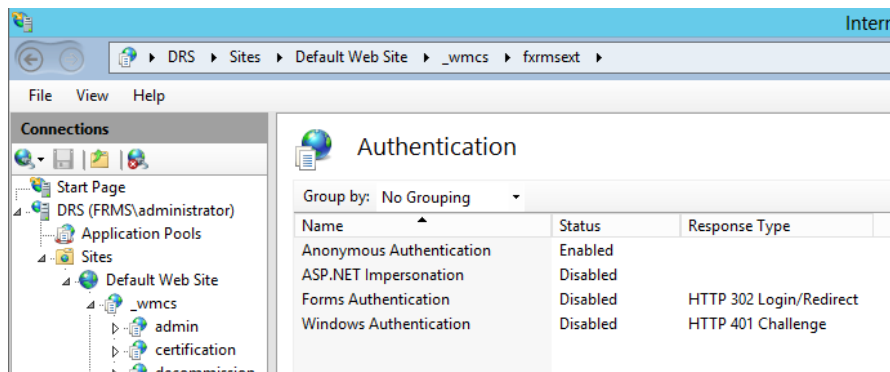 Intern
DRS Sites Default Web Site _wmcs fxrmsext
File View Help
Connections
Start Page
DRS (FRMS\administrator)
Application Pools
Sites
Default Web Site
_wmcs
admin
certification
decommission
Authentication
Group by: No Grouping
Name Status Response Type
Anonymous Authentication Enabled
ASP.NET Impersonation Disabled
Forms Authentication Disabled HTTP 302 Login/Redirect
Windows Authentication Disabled HTTP 401 Challenge